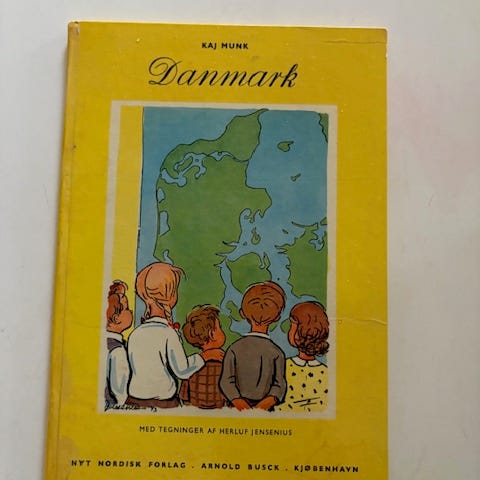 KAJ MUNK
Danmark
MED TEGNINGER AF HERLUF JENSENIUS
NYT NORDISK FORLAG . ARNOLD BUSCK . KJØBENHAVN